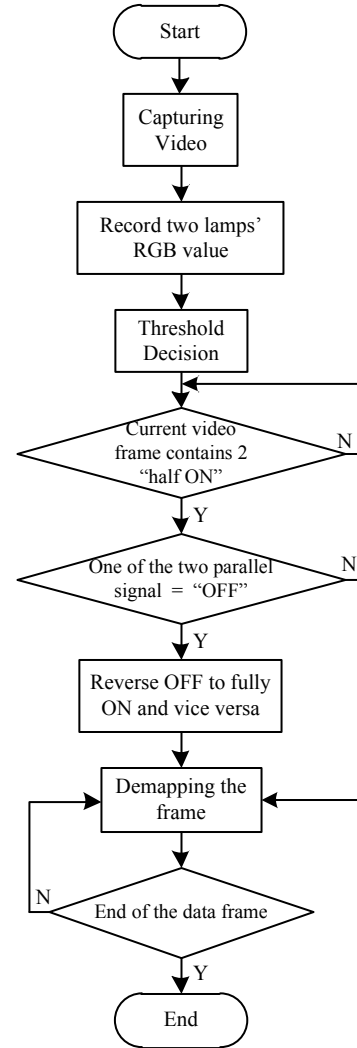 Start
Capturing
Video
Record two lamps’
RGB value
Threshold
Decision
Current video
frame contains 2
“half ON”
N
Y
One of the two parallel
signal = “OFF”
N
Y
Reverse OFF to fully
ON and vice versa
Demapping the
frame
N
End of the data frame
Y
End